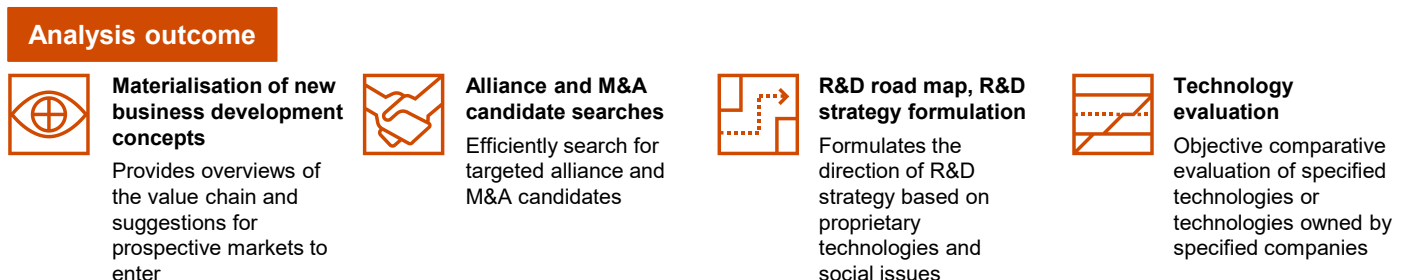 Analysis outcome
Materialisation of new
business development
concepts
Provides overviews of
the value chain and
suggestions for
prospective markets to
enter
Alliance and M&A
candidate searches
Efficiently search for
targeted alliance and
M&A candidates
R&D road map, R&D
strategy formulation
Formulates the
direction of R&D
strategy based on
proprietary
technologies and
social issues
Technology
evaluation
Objective comparative
evaluation of specified
technologies or
technologies owned by
specified companies